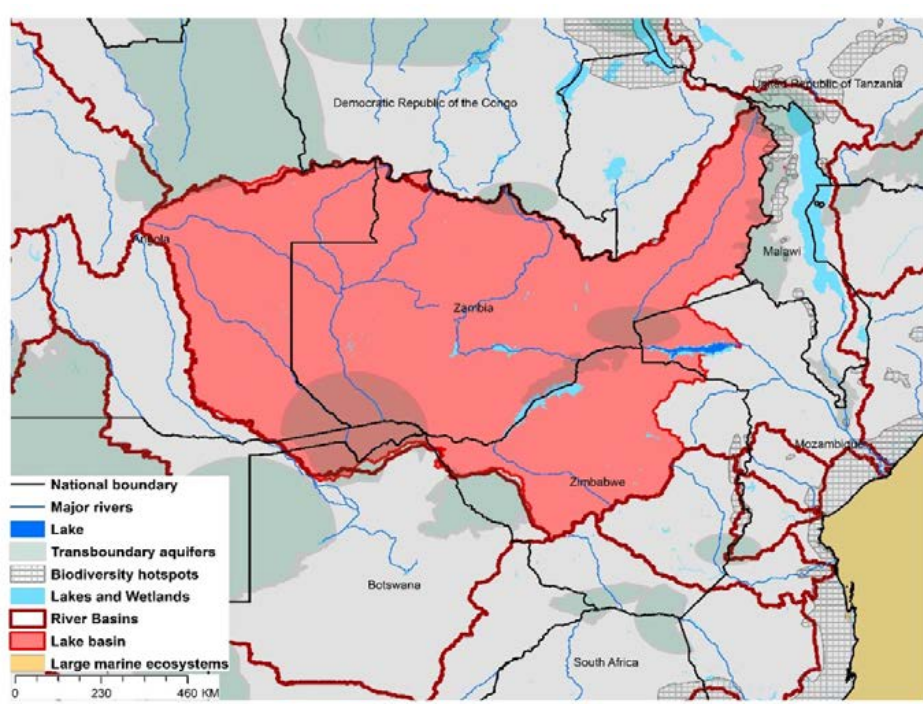 United Republic of Tanzania
Democratic Republic of the Congo
Angola
Malawi
Zambia
Mozambique
Zimbabwe
Botswana
South Africa
National boundary
Major rivers
Lake
Transboundary aquifers
Biodiversity hotspots
Lakes and Wetlands
River Basins
Lake basin
Large marine ecosystems
0 230 460 KM